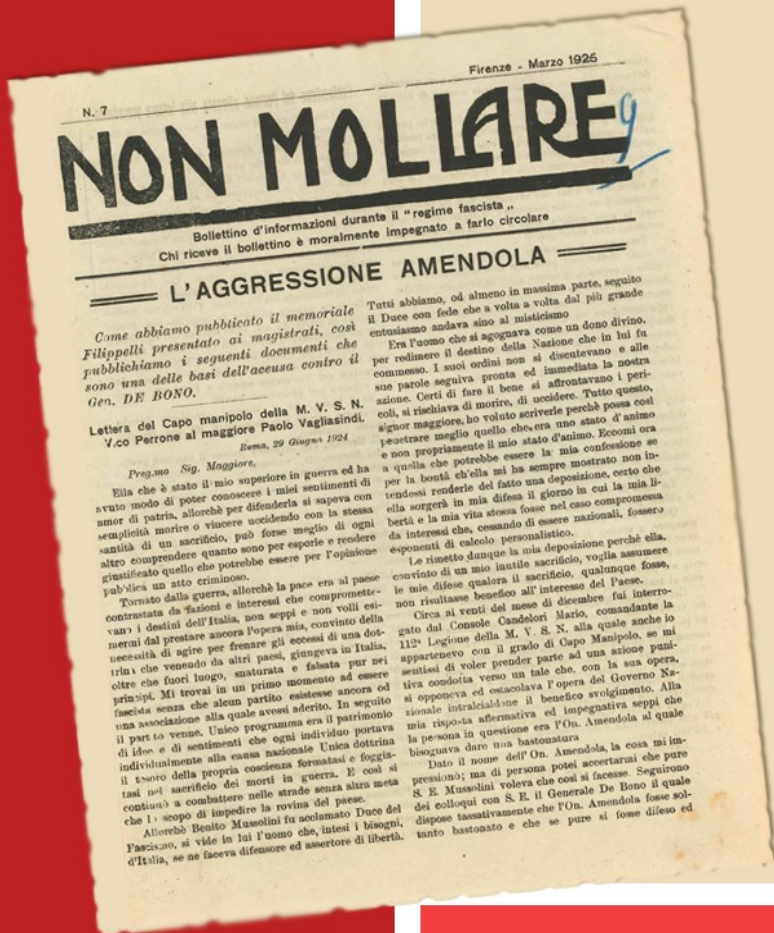 Firenze - Marzo 1925
N. 7
NON MOLLARE
9
Bollettino d'informazioni durante il "regime fascista„
Chi riceve il bollettino è moralmente impegnato a farlo circolare
L'AGGRESSIONE AMENDOLA
Come abbiamo pubbticato il memoriale
Filippelli presentato ai magistrati, così
pubblichiamo i seguenti documenti che
sono una delle basi dell'aceusa contro il
Gen. DE BONO.
Lettera del Capo manipolo della M. V. S. N.
V.co Perrone al maggiore Paolo Vagliasindi.
Roma, 29 Giugno 1924
Preg.mo Sig. Maggiore,
Ella che è stato il mio superiore in guerra ed ha
avuto modo di poter conoscere i miei sentimenti di
amor di patria, allorchè per difenderla si sapeva con
semplicità morire o vincere uccidendo con la stessa
santità di un sacrificio, può forse meglio di ogni
altro comprendere quanto sono per esporle e rendere
giustificato quello che potrebbe essere per l'opinione
pubblica un atto criminoso.
Tornato dalla guerra, allorchè la pace era al paese
contrastata da fazioni e interessi che compromette-
vano i destini dell'Italia, non seppi e non volli esi-
mermi dal prestare ancora l'opera mia, convinto della
necessità di agire per frenare gli eccessi di una dot-
trina che venendo da altri paesi, giungeva in Italia,
oltre che fuori luogo, snaturata e falsata pur nei
principi. Mi trovai in un primo momento ad essere
fascista senza che alcun partito esistesse ancora od
una associazione alla quale avessi aderito. In seguito
il partito venne. Unico programma era il patrimonio
di idee e di sentimenti che ogni individuo portava
individualmente alla causa nazionale Unica dottrina
il tesoro della propria coscienza formatasi e foggia-
tasi nel sacrificio dei morti in guerra. E così si
continuò a combattere nelle strade senza altra meta
che lo scopo di impedire la rovina del paese.
Allorchè Benito Mussolini fu acclamato Duce del
Fascismo, si vide in lui l'uomo che, intesi i bisogni,
d'Italia, se ne faceva difensore ed assertore di libertà.
Tutti abbiamo, od almeno in massima parte, seguito
il Duce con fede che a volta a volta dal più grande
entusiasmo andava sino al misticismo
Era l'uomo che si agognava come un dono divino,
per redimere il destino della Nazione che in lui fu
commesso. I suoi ordini non si discutevano e alle
sue parole seguiva pronta ed immediata la nostra
azione. Certi di fare il bene si affrontavano i peri-
coli, si rischiava di morire, di uccidere. Tutto questo,
signor maggiore, ho voluto scriverle perchè possa così
penetrare meglio quello che era uno stato d'animo
e non propriamente il mio stato d'animo. Eccomi ora
a quella che potrebbe essere la mia confessione se
per la bontà ch'ella mi ha sempre mostrato non in-
tendessi renderle del fatto una deposizione, certo che
ella sorgerà in mia difesa il giorno in cui la mia li-
bertà e la mia vita stessa fosse nel caso compromessa
da interessi che, cessando di essere nazionali, fossero
esponenti di calcolo personalistico.
Le rimetto dunque la mia deposizione perchè ella,
convinto di un mio inutile sacrificio, voglia assumere
le mie difese qualora il sacrificio, qualunque fosse,
non risultasse benefico all'interesse del Paese.
Circa ai venti del mese di dicembre fui interro-
gato dal Console Candelori Mario, comandante la
112ª Legione della M. V. S. N. alla quale anche io
appartenevo con il grado di Capo Manipolo, se mi
sentissi di voler prender parte ad una azione puni-
tiva condotta verso un tale che, con la sua opera,
si opponeva ed ostacolava l'opera del Governo Na-
zionale intralciandone il benefico svolgimento. Alla
mia risposta affermativa ed impegnativa seppi che
la persona in questione era l'On. Amendola al quale
bisognava dare una bastonatura
Dato il nome dell'On. Amendola, la cosa mi im-
pressionò; ma di persona potei accertarmi che pure
S. E. Mussolini voleva che così si facesse. Seguirono
dei colloqui con S. E. il Generale De Bono il quale
dispose tassativamente che l'On. Amendola fosse sol-
tanto bastonato e che se pure si fosse difeso ed